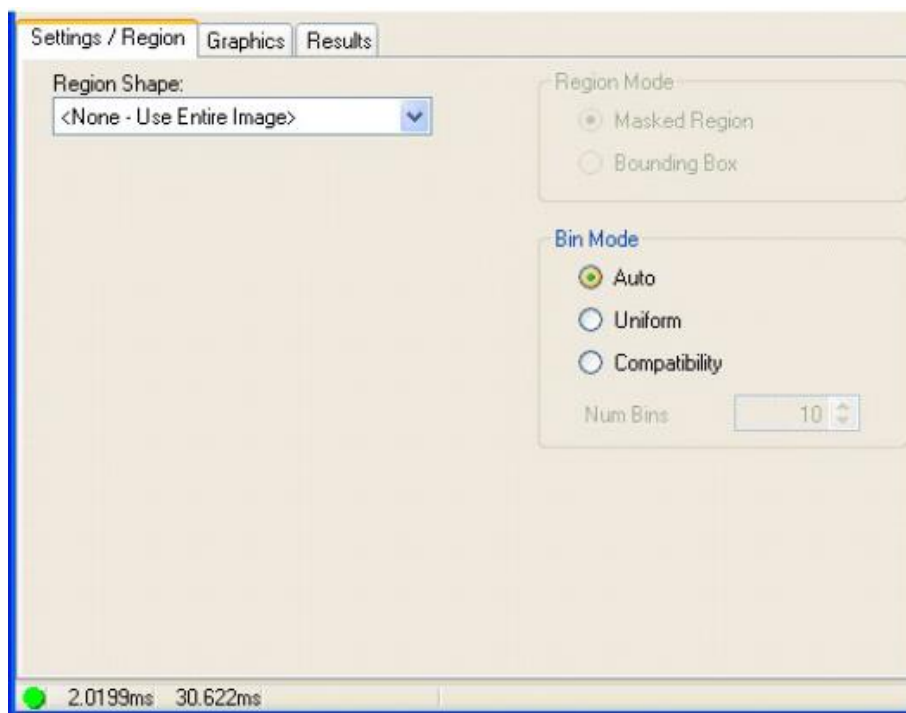 Settings / Region Graphics Results
Region Shape:
<None - Use Entire Image>
Region Mode
Masked Region
Bounding Box
Bin Mode
Auto
Uniform
Compatibility
Num Bins 10
2.0199ms 30.622ms